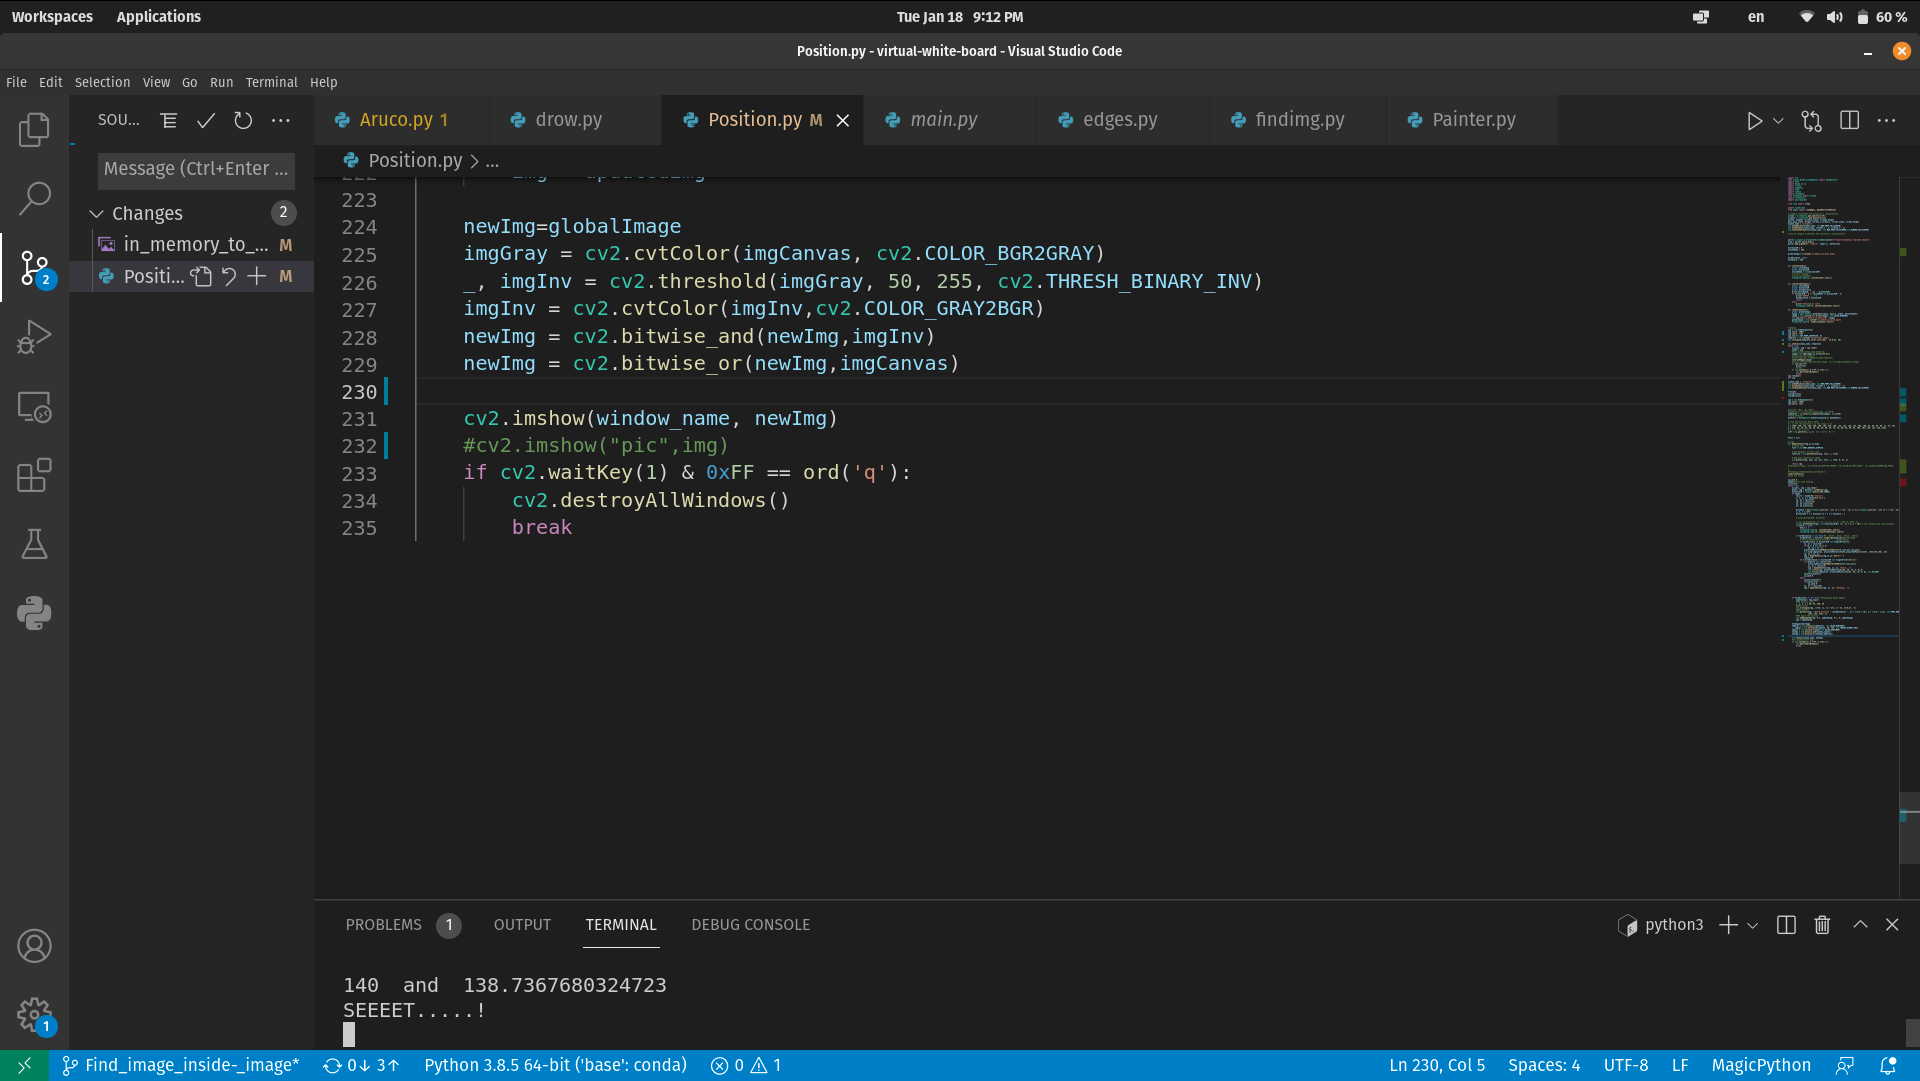 Workspaces Applications Tue Jan 18 9:12 PM en 60 %
Position.py - virtual-white-board - Visual Studio Code
File Edit Selection View Go Run Terminal Help
SOU... Aruco.py 1 drow.py Position.py M main.py edges.py findimg.py Painter.py
Message (Ctrl+Enter ... Position.py > ...
Changes 2
in_memory_to_... M
Positi... M
2
223
224 newImg=globalImage
225 imgGray = cv2.cvtColor(imgCanvas, cv2.COLOR_BGR2GRAY)
226 _, imgInv = cv2.threshold(imgGray, 50, 255, cv2.THRESH_BINARY_INV)
227 imgInv = cv2.cvtColor(imgInv,cv2.COLOR_GRAY2BGR)
228 newImg = cv2.bitwise_and(newImg,imgInv)
229 newImg = cv2.bitwise_or(newImg,imgCanvas)
230
231 cv2.imshow(window_name, newImg)
232 #cv2.imshow("pic",img)
233 if cv2.waitKey(1) & 0xFF == ord('q'):
234 cv2.destroyAllWindows()
235 break
PROBLEMS 1 OUTPUT TERMINAL DEBUG CONSOLE python3
140 and 138.7367680324723
SEEEET.....!
1
Find_image_inside-_image* 0↓ 3↑ Python 3.8.5 64-bit ('base': conda) 0 1 Ln 230, Col 5 Spaces: 4 UTF-8 LF MagicPython